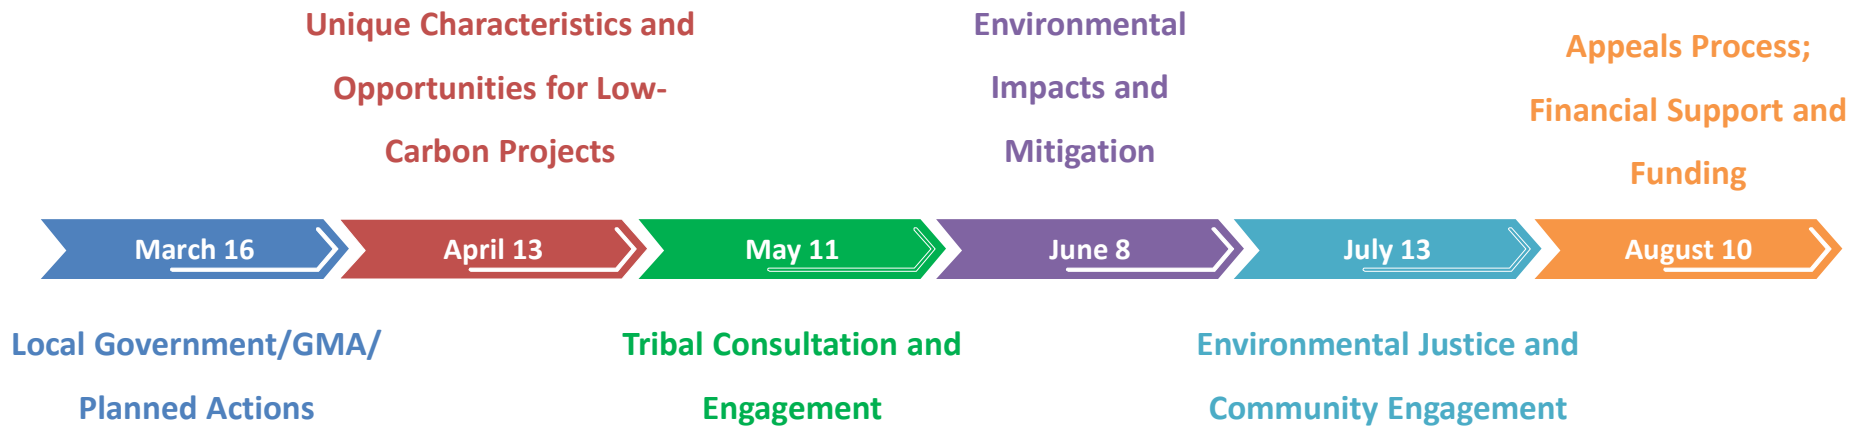 Unique Characteristics and
Opportunities for Low-
Carbon Projects
Environmental
Impacts and
Mitigation
Appeals Process;
Financial Support and
Funding
March 16
April 13
May 11
June 8
July 13
August 10
Local Government/GMA/
Planned Actions
Tribal Consultation and
Engagement
Environmental Justice and
Community Engagement